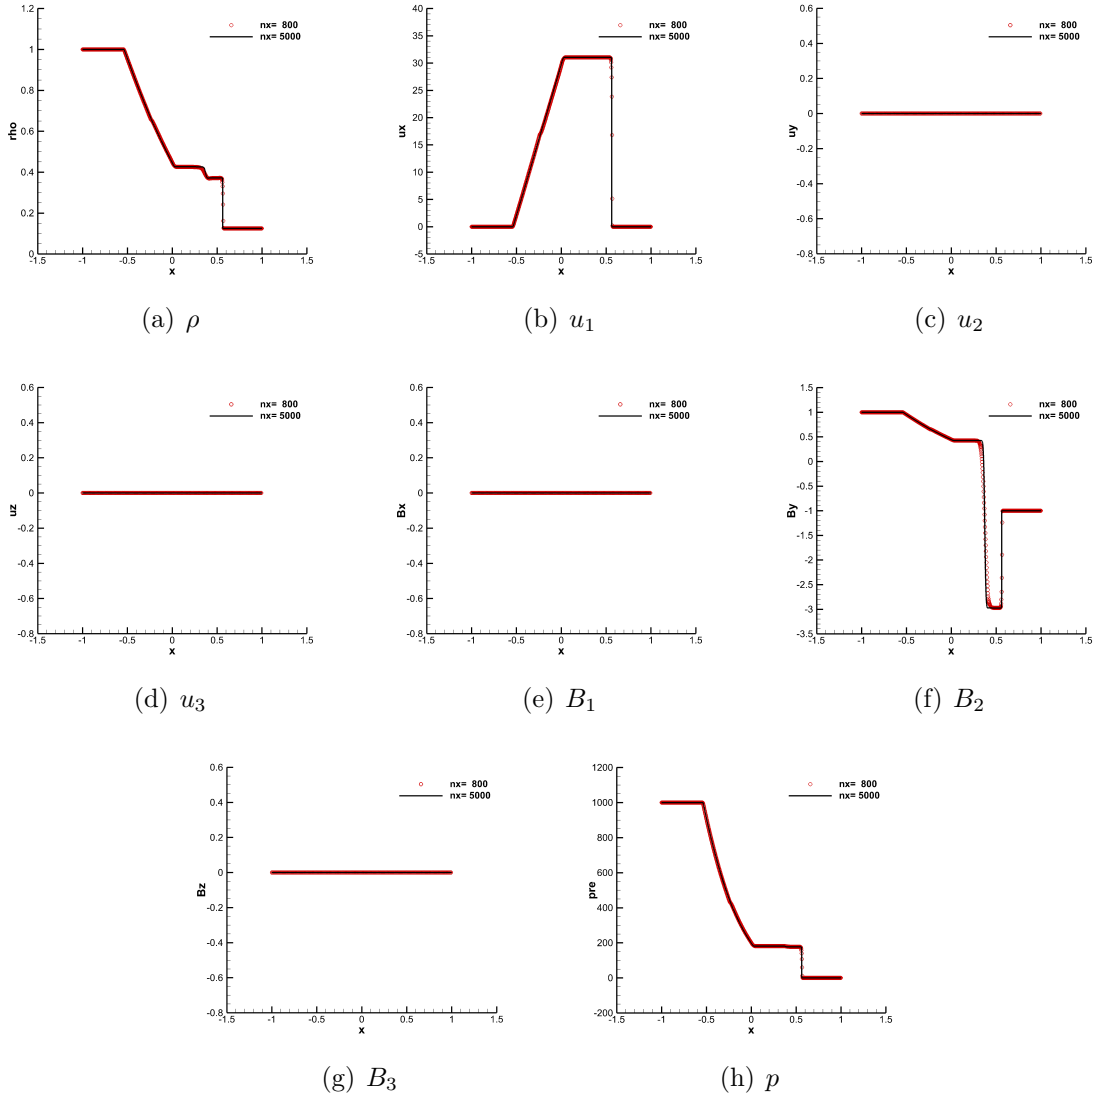 nx= 800
nx= 5000
rho
1
0.8
0.6
0.4
0.2
0
-1.5 -1 -0.5 0 0.5 1 1.5
x
(a) ρ
nx= 800
nx= 5000
ux
40
35
30
25
20
15
10
5
0
-5
-1.5 -1 -0.5 0 0.5 1 1.5
x
(b) u₁
nx= 800
nx= 5000
uy
0.6
0.4
0.2
0
-0.2
-0.4
-0.6
-0.8
-1.5 -1 -0.5 0 0.5 1 1.5
x
(c) u₂
nx= 800
nx= 5000
uz
0.6
0.4
0.2
0
-0.2
-0.4
-0.6
-0.8
-1.5 -1 -0.5 0 0.5 1 1.5
x
(d) u₃
nx= 800
nx= 5000
Bx
0.6
0.4
0.2
0
-0.2
-0.4
-0.6
-0.8
-1.5 -1 -0.5 0 0.5 1 1.5
x
(e) B₁
nx= 800
nx= 5000
By
1.5
1
0.5
0
-0.5
-1
-1.5
-2
-2.5
-3
-3.5
-1.5 -1 -0.5 0 0.5 1 1.5
x
(f) B₂
nx= 800
nx= 5000
Bz
0.6
0.4
0.2
0
-0.2
-0.4
-0.6
-0.8
-1.5 -1 -0.5 0 0.5 1 1.5
x
(g) B₃
nx= 800
nx= 5000
pre
1200
1000
800
600
400
200
0
-200
-1.5 -1 -0.5 0 0.5 1 1.5
x
(h) p